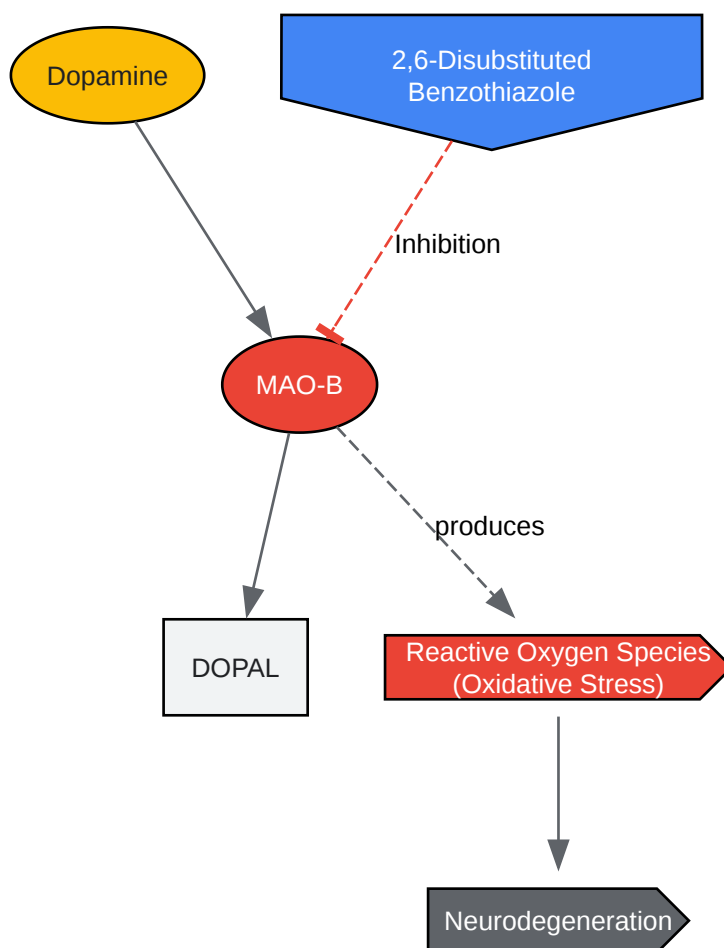 Dopamine
2,6-Disubstituted
Benzothiazole
Inhibition
MAO-B
produces
DOPAL
Reactive Oxygen Species
(Oxidative Stress)
Neurodegeneration